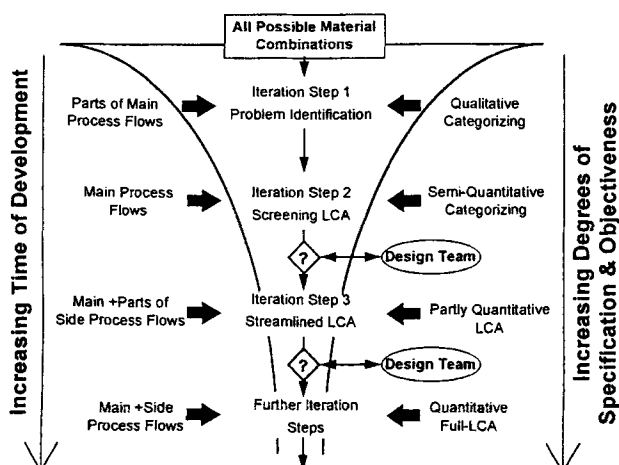 All Possible Material
Combinations
Increasing Time of Development
Parts of Main
Process Flows
Iteration Step 1
Problem Identification
Qualitative
Categorizing
Main Process
Flows
Iteration Step 2
Screening LCA
Semi-Quantitative
Categorizing
?
Design Team
Main +Parts of
Side Process Flows
Iteration Step 3
Streamlined LCA
Partly Quantitative
LCA
?
Design Team
Main +Side
Process Flows
Further Iteration
Steps
Quantitative
Full-LCA
Increasing Degrees of
Specification & Objectiveness